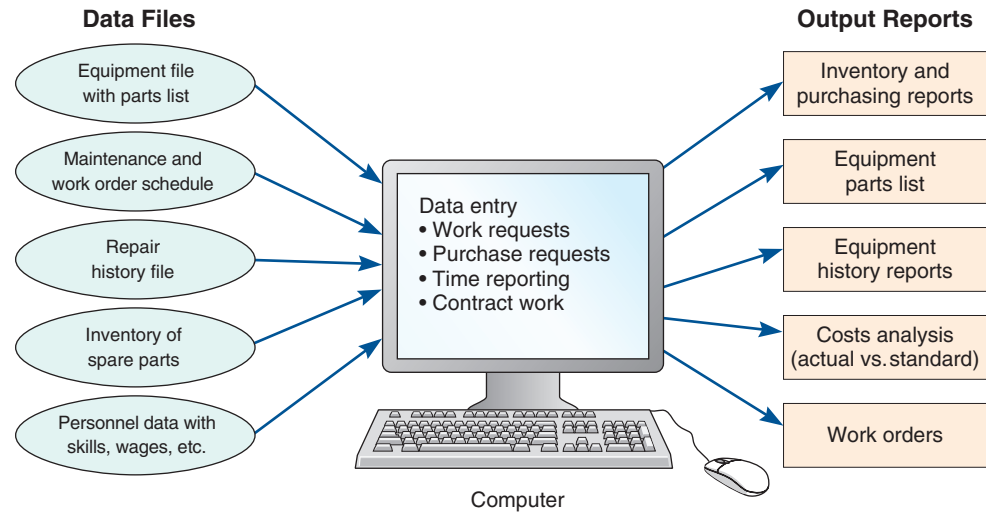 Data Files
Equipment file
with parts list
Maintenance and
work order schedule
Repair
history file
Inventory of
spare parts
Personnel data with
skills, wages, etc.
Data entry
• Work requests
• Purchase requests
• Time reporting
• Contract work
Computer
Output Reports
Inventory and
purchasing reports
Equipment
parts list
Equipment
history reports
Costs analysis
(actual vs. standard)
Work orders